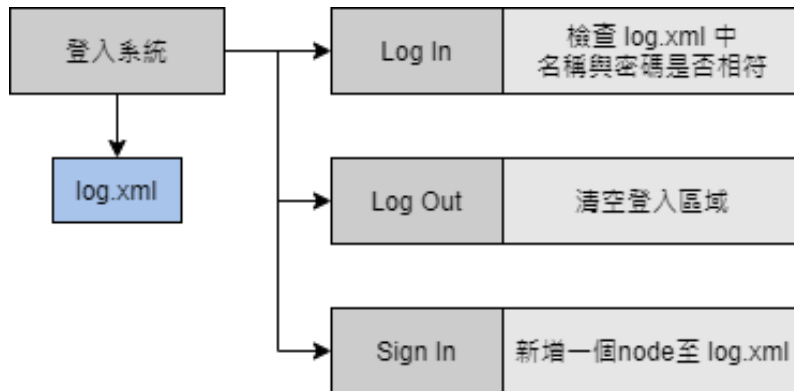 登入系統
log.xml
Log In
檢查 log.xml 中
名稱與密碼是否相符
Log Out
清空登入區域
Sign In
新增一個node至 log.xml